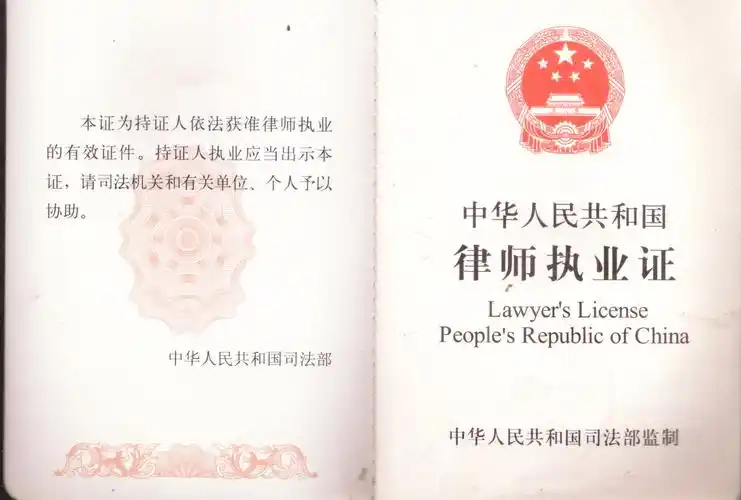 本证为持证人依法获准律师执业
的有效证件。持证人执业应当出示本
证，请司法机关和有关单位、个人予以
协助。
中华人民共和国司法部
中华人民共和国
律师执业证
Lawyer's License
People's Republic of China
中华人民共和国司法部监制